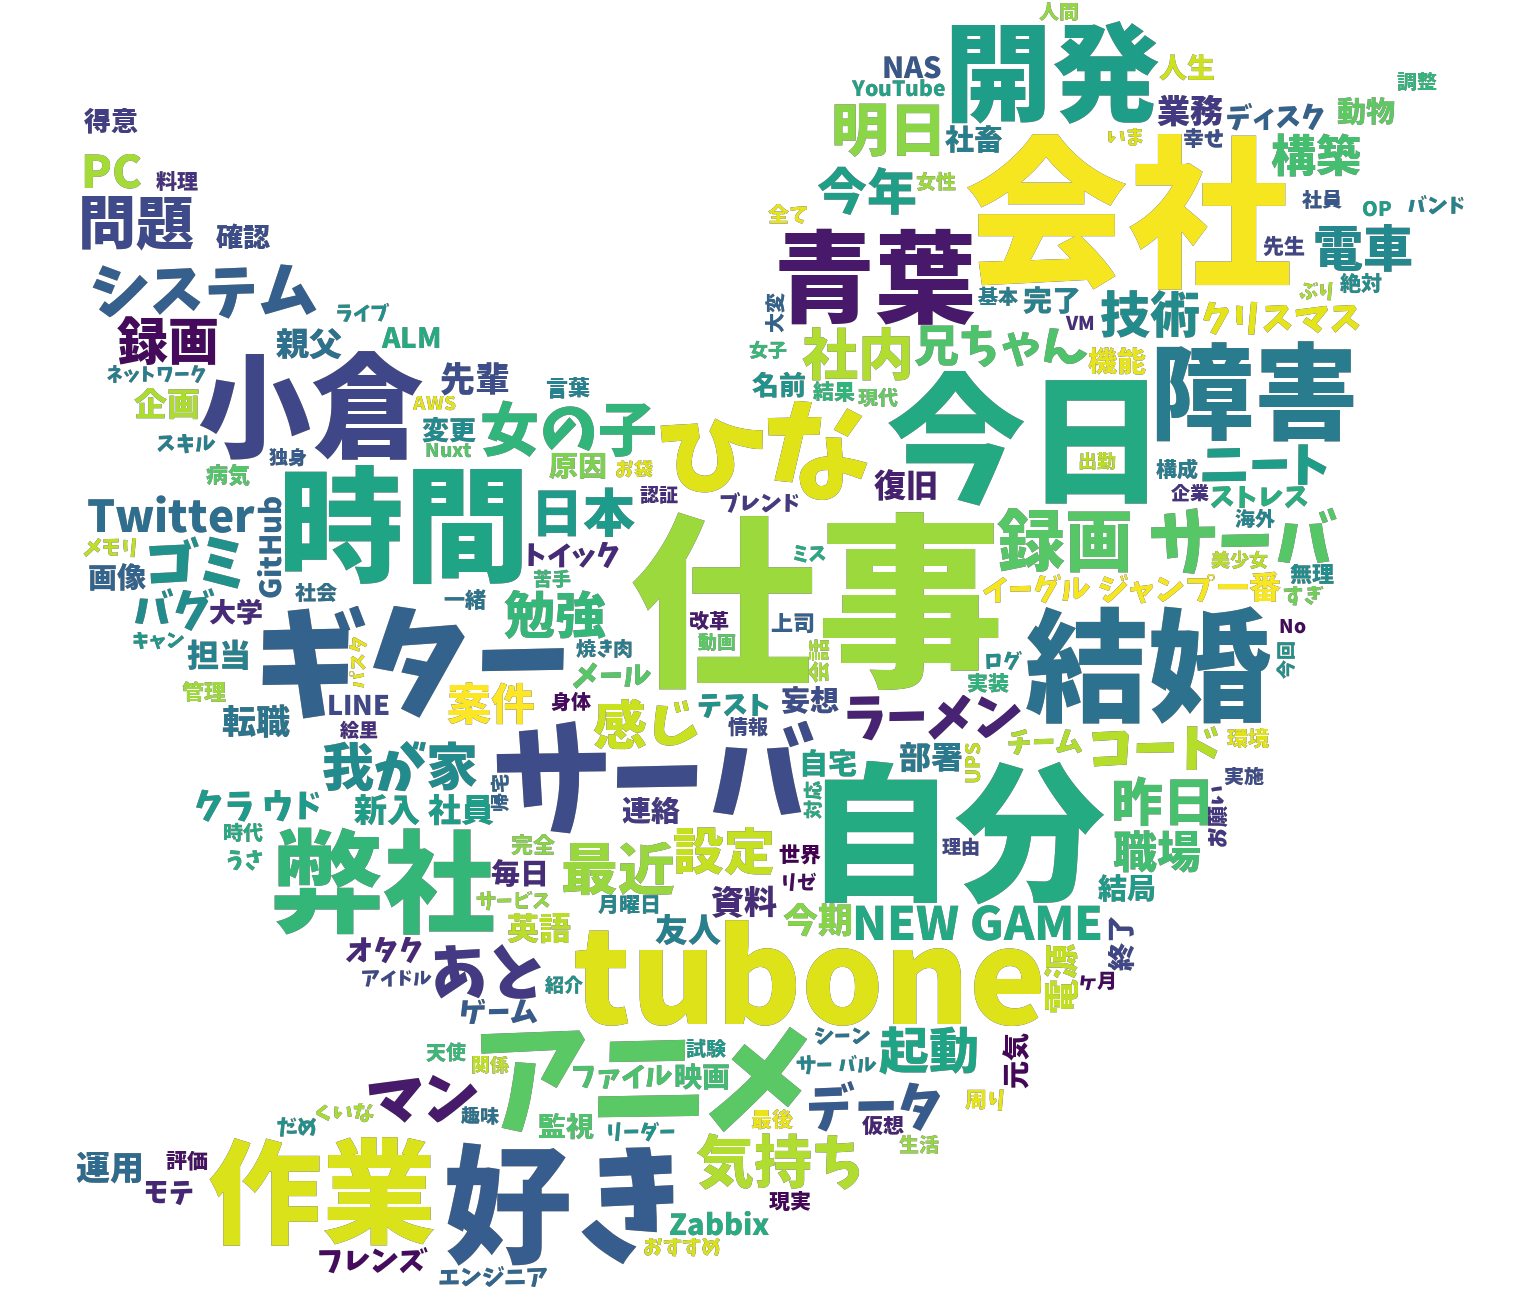 人間
開発
NAS
YouTube
人生
調整
得意
明日
社畜
業務
ディスク
動物
いま
幸せ
構築
PC
料理
今年
女性
会社
社員
OP
バンド
問題
確認
全て
青葉
先生
電車
システム
大変
基本
完了
VM
技術
ぶり
絶対
クリスマス
録画
ライブ
親父
ALM
女子
社内
兄ちゃん
機能
障害
ネットワーク
小倉
先輩
言葉
名前
結果
現代
今日
企画
AWS
スキル
独身
変更
Nuxt
女の子
原因
お袋
ひな
復旧
出勤
構成
ニート
病気
時間
日本
認証
ブレンド
企業
ストレス
Twitter
GitHub
メモリ
ゴミ
トイック
仕事
ミス
録画
サーバ
海外
美少女
画像
社会
苦手
イーグル
ジャンプ
一番
無理
すぎ
バグ
大学
一緒
勉強
改革
動画
上司
会話
キャン
担当
ギター
パスタ
焼き肉
ログ
結婚
No
今回
管理
LINE
案件
身体
メール
テスト
妄想
ラーメン
実装
転職
絵里
感じ
情報
チーム
コード
環境
我が家
サーバ
自宅
部署
UPS
実施
クラウド
新入
社員
帰宅
連絡
対応
自分
昨日
お願い
時代
うさ
弊社
完全
毎日
最近
設定
世界
リゼ
理由
職場
サービス
月曜日
資料
結局
英語
友人
今期
NEW GAME
オタク
アイドル
あと
紹介
tubone
電源
終了
ヶ月
ゲーム
アニメ
天使
関係
ファイル
試験
映画
シーン
サー
バル
起動
元気
マン
趣味
データ
周り
くいな
だめ
監視
リーダー
最後
仮想
生活
運用
評価
モテ
作業
好き
気持ち
現実
フレンズ
Zabbix
おすすめ
エンジニア